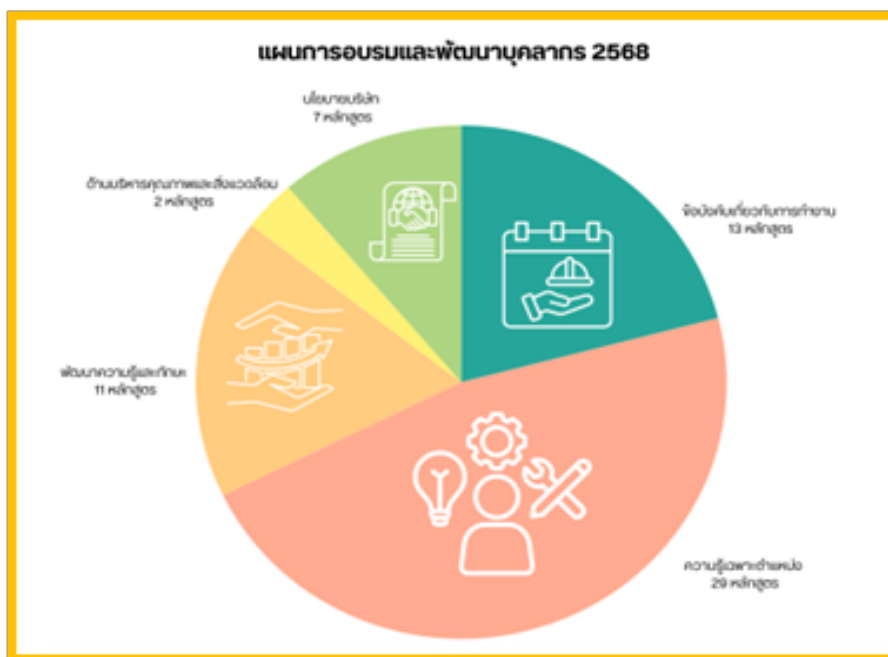 แผนการอบรมและพัฒนาบุคลากร 2568
นโยบายบริษัท
7 หลักสูตร
ด้านบริหารคุณภาพและสิ่งแวดล้อม
2 หลักสูตร
ข้อบังคับเกี่ยวกับการทำงาน
13 หลักสูตร
พัฒนาความรู้และทักษะ
11 หลักสูตร
ความรู้เฉพาะตำแหน่ง
29 หลักสูตร